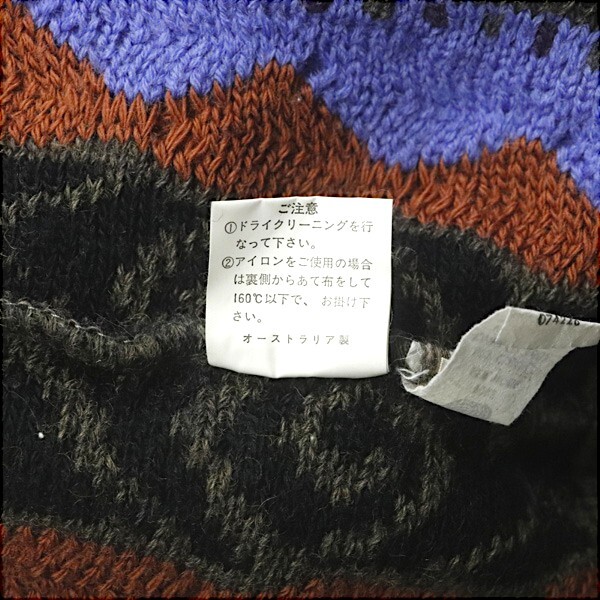 ご注意
①ドライクリーニングを行
なって下さい。
②アイロンをご使用の場合
は裏側からあて布をして
160℃以下で、お掛け下
さい。
オーストラリア製